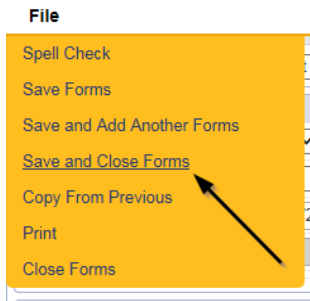 File
Spell Check
Save Forms
Save and Add Another Forms
Save and Close Forms
Copy From Previous
Print
Close Forms